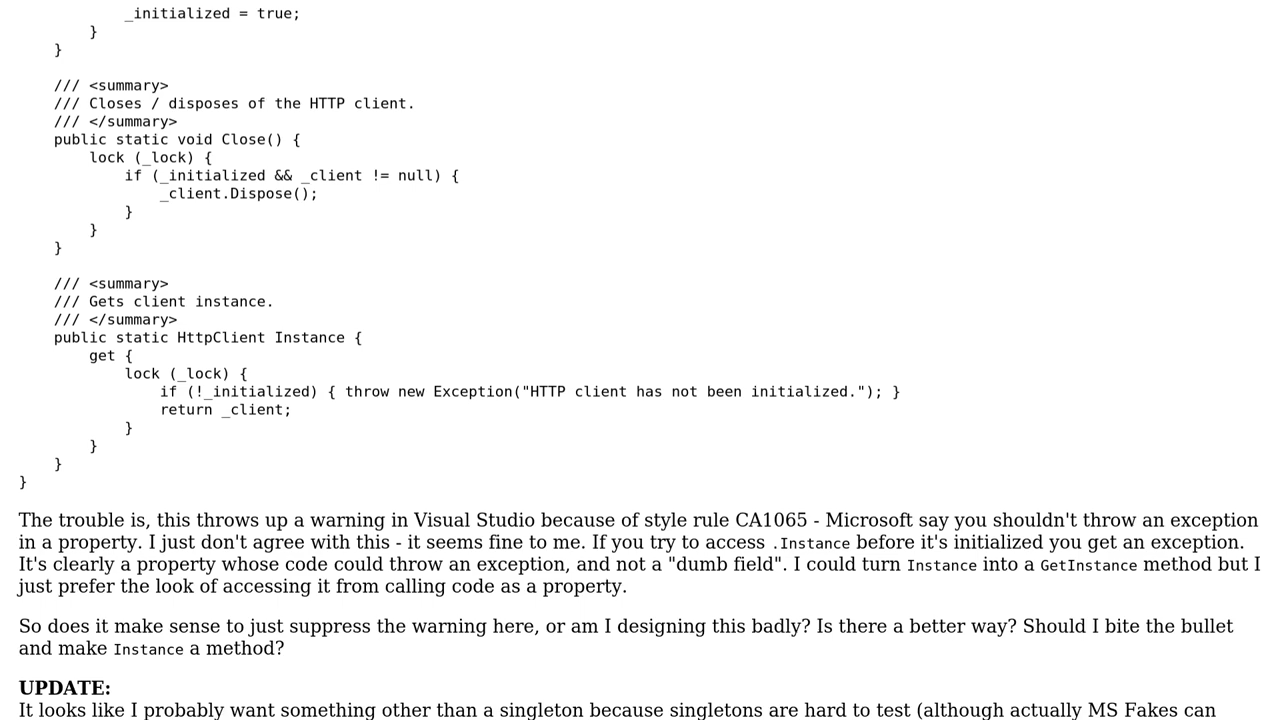 _initialized = true;
}
}
/// <summary>
/// Closes / disposes of the HTTP client.
/// </summary>
public static void Close() {
lock (_lock) {
if (_initialized && _client != null) {
_client.Dispose();
}
}
}
/// <summary>
/// Gets client instance.
/// </summary>
public static HttpClient Instance {
get {
lock (_lock) {
if (!_initialized) { throw new Exception("HTTP client has not been initialized."); }
return _client;
}
}
}
}
The trouble is, this throws up a warning in Visual Studio because of style rule CA1065 - Microsoft say you shouldn't throw an exception
in a property. I just don't agree with this - it seems fine to me. If you try to access .Instance before it's initialized you get an exception.
It's clearly a property whose code could throw an exception, and not a "dumb field". I could turn Instance into a GetInstance method but I
just prefer the look of accessing it from calling code as a property.
So does it make sense to just suppress the warning here, or am I designing this badly? Is there a better way? Should I bite the bullet
and make Instance a method?
UPDATE:
It looks like I probably want something other than a singleton because singletons are hard to test (although actually MS Fakes can